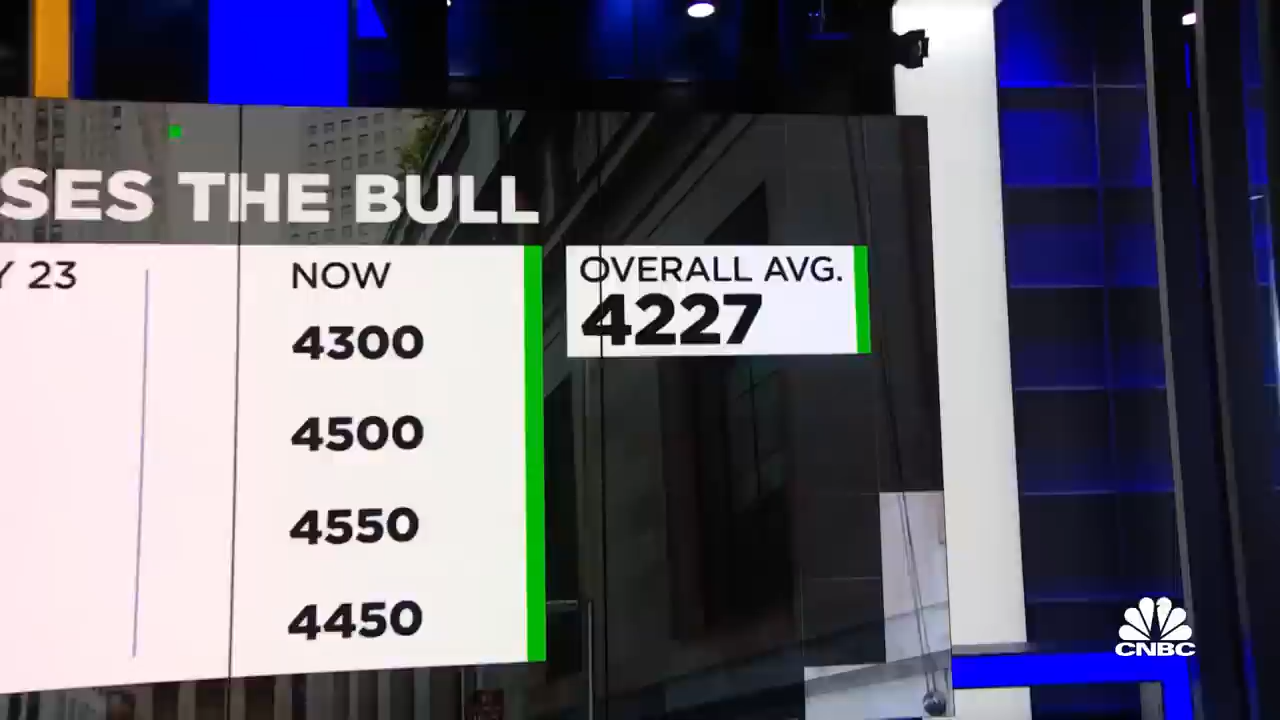 SES THE BULL
Y 23
NOW
4300
4500
4550
4450
OVERALL AVG.
4227
CNBC